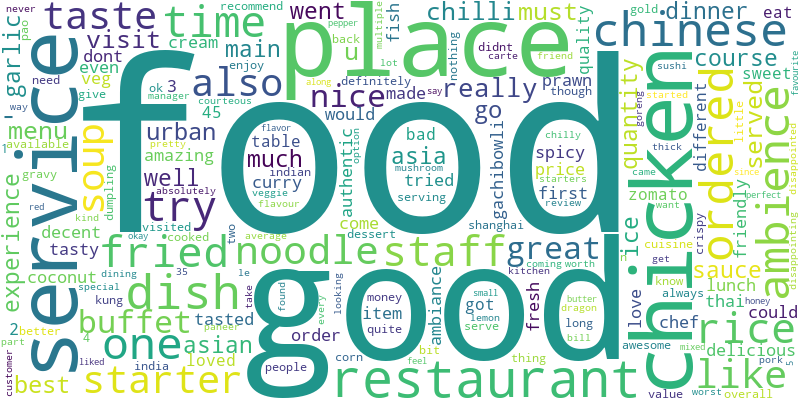 food
good
place
chicken
service
chinese
restaurant
taste
time
try
also
nice
really
ordered
ambience
great
staff
noodle
fried
dish
one
starter
buffet
rice
like
soup
visit
garlic
menu
experience
best
asian
loved
tasted
order
item
got
fresh
ambiance
asia
tried
bad
spicy
price
first
much
curry
table
indian
well
urban
amazing
authentic
gachibowli
go
made
would
went
chilli
must
dinner
eat
course
sweet
served
different
quantity
quality
zomato
friendly
sauce
lunch
thai
chef
love
delicious
could
value
overall
awesome
mixed
pork
worst
always
know
get
want
cuisine
crispy
came
little
since
perfect
disappointed
disappointing
favourite
honey
thick
started
goreng
sushi
gold
recommend
friend
along
say
carte
pepper
multiple
back
lot
nothing
didnt
definitely
though
prawn
fish
main
cream
even
veg
dont
never
need
give
way
available
gravy
red
kind
dumpling
decent
tasty
coconut
kung
special
dining
india
liked
better
part
customer
people
money
quite
found
every
looking
take
le
corn
bit
feel
thing
kitchen
coming
worth
small
lemon
serve
butter
dragon
long
bill
shanghai
dessert
come
average
cooked
visited
okay
two
paneer
absolutely
pretty
flavor
flavour
veggie
mushroom
serving
option
chilly
starters
review
enjoy
courteous
manager
ok
3
45
35
2
4
1
5
u
n
pao